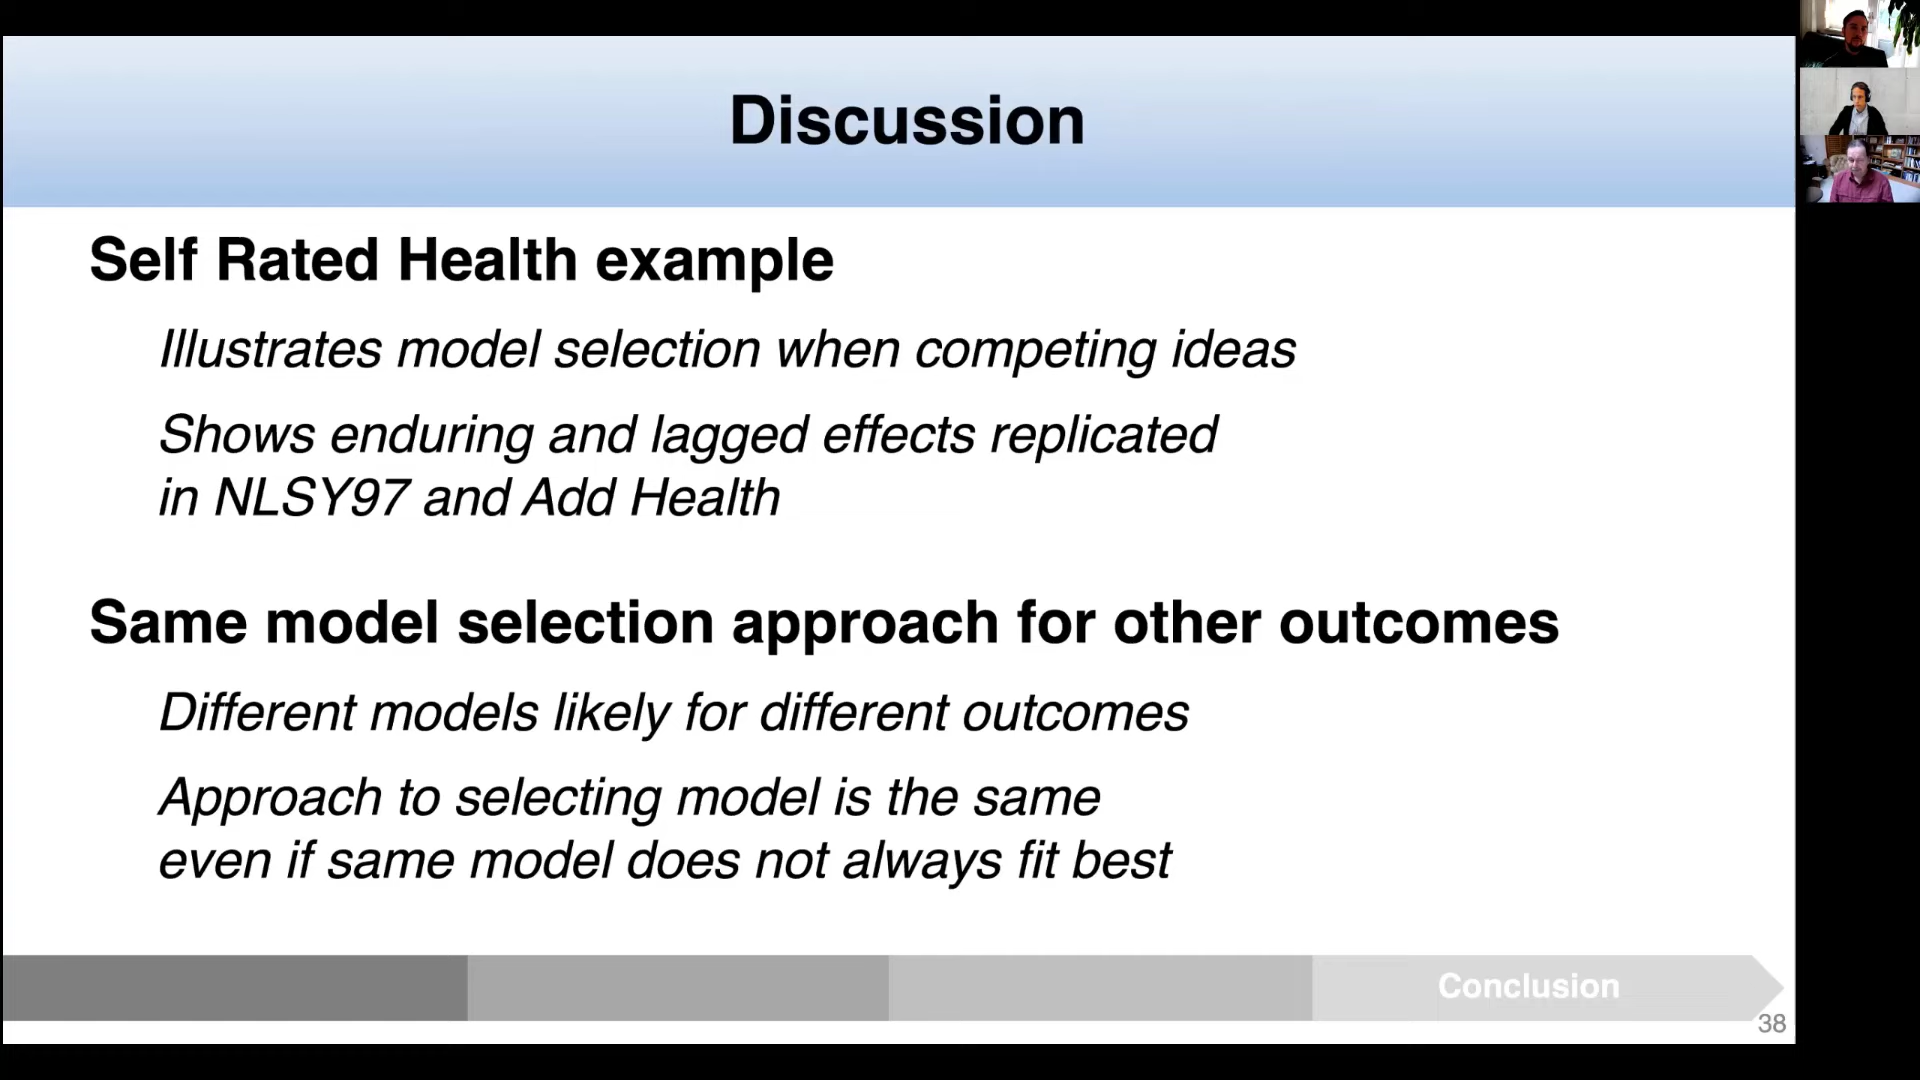 Discussion
Self Rated Health example
Illustrates model selection when competing ideas
Shows enduring and lagged effects replicated
in NLSY97 and Add Health
Same model selection approach for other outcomes
Different models likely for different outcomes
Approach to selecting model is the same
even if same model does not always fit best
Conclusion
38